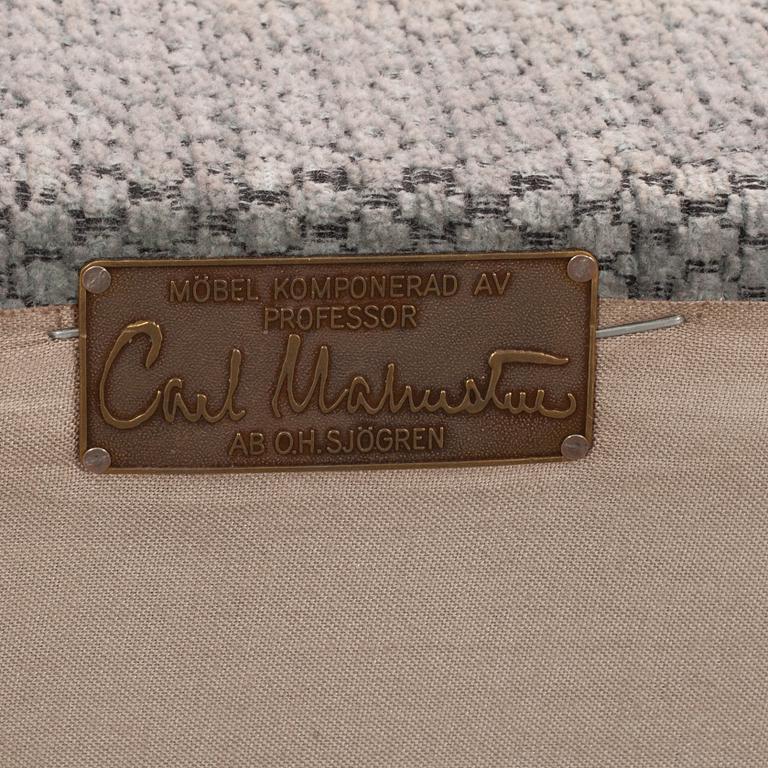 MÖBEL KOMPONERAD AV
PROFESSOR
Carl Malmsten
AB O.H. SJÖGREN